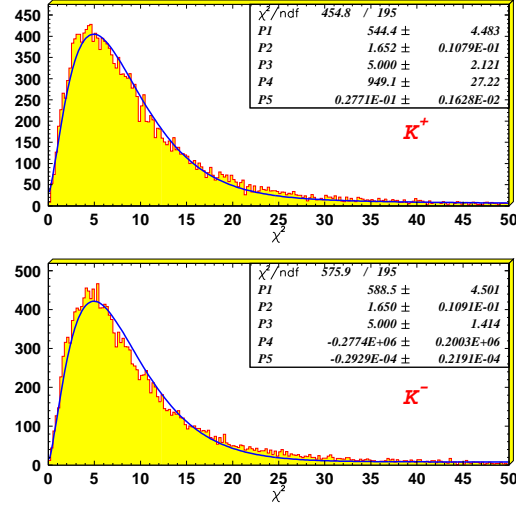 χ²/ndf 454.8 / 195
P1 544.4 ± 4.483
P2 1.652 ± 0.1079E-01
P3 5.000 ± 2.121
P4 949.1 ± 27.22
P5 0.2771E-01 ± 0.1628E-02
K⁺
450
400
350
300
250
200
150
100
50
0
0 5 10 15 20 25 30 35 40 45 50
χ²
χ²/ndf 575.9 / 195
P1 588.5 ± 4.501
P2 1.650 ± 0.1091E-01
P3 5.000 ± 1.414
P4 -0.2774E+06 ± 0.2003E+06
P5 -0.2929E-04 ± 0.2191E-04
K⁻
500
400
300
200
100
0
0 5 10 15 20 25 30 35 40 45 50
χ²